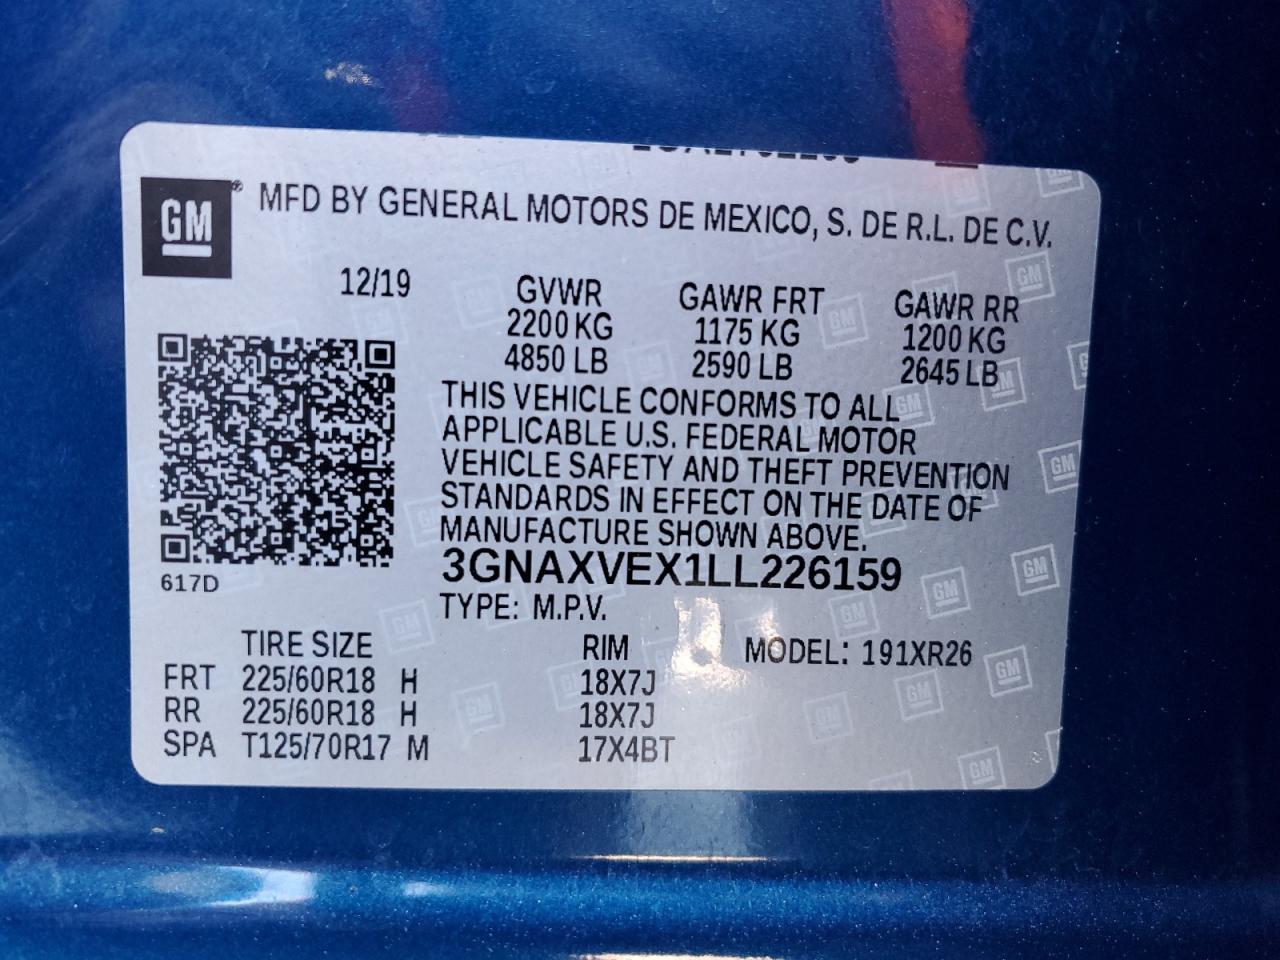 GM
MFD BY GENERAL MOTORS DE MEXICO, S. DE R.L. DE C.V.
12/19 GVWR GAWR FRT GAWR RR
2200 KG 1175 KG 1200 KG
4850 LB 2590 LB 2645 LB
THIS VEHICLE CONFORMS TO ALL
APPLICABLE U.S. FEDERAL MOTOR
VEHICLE SAFETY AND THEFT PREVENTION
STANDARDS IN EFFECT ON THE DATE OF
MANUFACTURE SHOWN ABOVE.
3GNAXVEX1LL226159
617D
TYPE: M.P.V.
TIRE SIZE RIM MODEL: 191XR26
FRT 225/60R18 H 18X7J
RR 225/60R18 H 18X7J
SPA T125/70R17 M 17X4BT